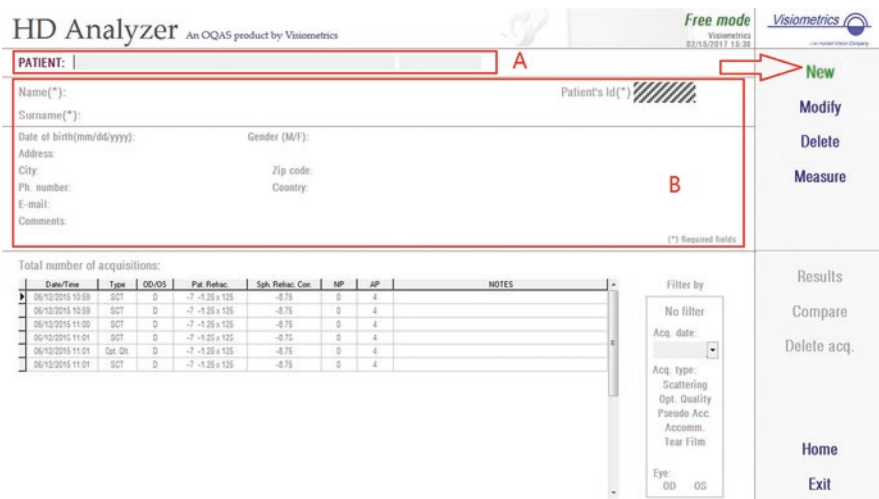 HD Analyzer An OQAS product by Visiometrics
Free mode
Visiometrics
02/15/2017 15:38
Visiometrics
PATIENT:
A
New
Name(*):
Patient's Id(*)
Surname(*):
Modify
Date of birth(mm/dd/yyyy): Gender (M/F):
Delete
Address:
City: Zip code:
Measure
Ph. number: Country:
B
E-mail:
Comments:
(*) Required fields
Total number of acquisitions:
Date/Time Type OD/OS Pat. Refrac. Sph. Refrac. Corr. NP AP NOTES
06/12/2015 10:59 SCT D -7 -1.25 x 125 -8.75 0 4
06/12/2015 10:59 SCT D -7 -1.25 x 125 -8.75 0 4
06/12/2015 11:00 SCT D -7 -1.25 x 125 -8.75 0 4
06/12/2015 11:01 SCT D -7 -1.25 x 125 -8.75 0 4
06/12/2015 11:01 Opt. Qlt. D -7 -1.25 x 125 -8.75 0 4
06/12/2015 11:01 SCT D -7 -1.25 x 125 -8.75 0 4
Filter by
No filter
Acq. date:
Acq. type:
Scattering
Opt. Quality
Pseudo Acc.
Accomm.
Tear Film
Eye:
OD OS
Results
Compare
Delete acq.
Home
Exit